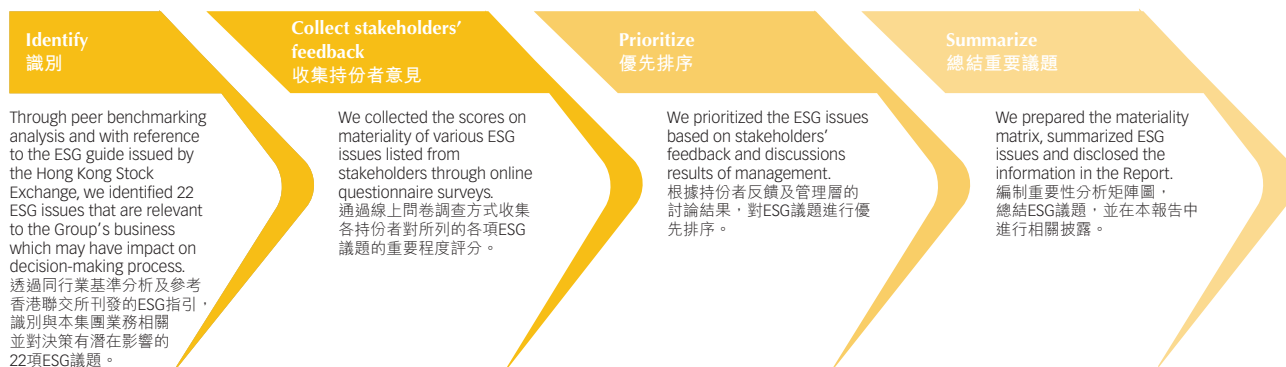 Identify
識別
Through peer benchmarking
analysis and with reference
to the ESG guide issued by
the Hong Kong Stock
Exchange, we identified 22
ESG issues that are relevant
to the Group's business
which may have impact on
decision-making process.
透過同行業基準分析及參考
香港聯交所刊發的ESG指引，
識別與本集團業務相關
並對決策有潛在影響的
22項ESG議題。
Collect stakeholders'
feedback
收集持份者意見
We collected the scores on
materiality of various ESG
issues listed from
stakeholders through online
questionnaire surveys.
通過線上問卷調查方式收集
各持份者對所列的各項ESG
議題的重要程度評分。
Prioritize
優先排序
We prioritized the ESG issues
based on stakeholders'
feedback and discussions
results of management.
根據持份者反饋及管理層的
討論結果，對ESG議題進行優
先排序。
Summarize
總結重要議題
We prepared the materiality
matrix, summarized ESG
issues and disclosed the
information in the Report.
編制重要性分析矩陣圖，
總結ESG議題，並在本報告中
進行相關披露。